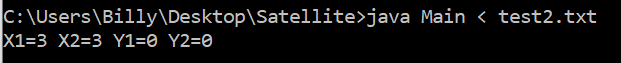 C:\Users\Billy\Desktop\Satellite>java Main < test2.txt
X1=3 X2=3 Y1=0 Y2=0